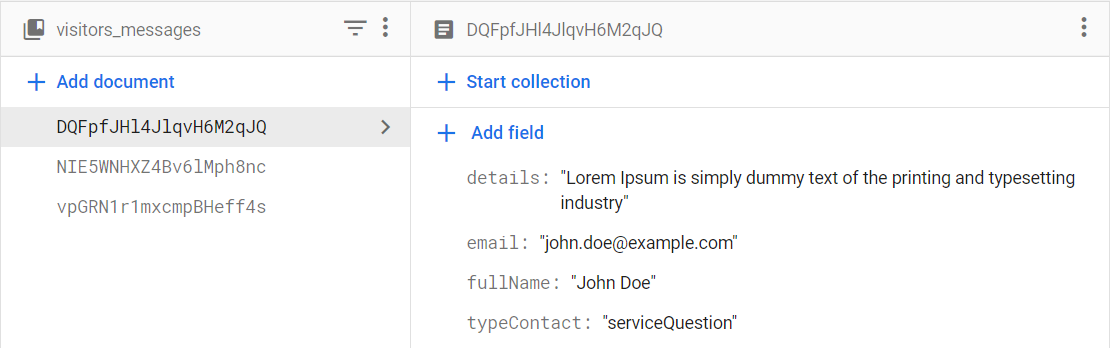 visitors_messages
Add document
DQFpfJHl4JlqvH6M2qJQ
NIE5WNHXZ4Bv6lMph8nc
vpGRN1r1mxcmpBHeff4s
DQFpfJHl4JlqvH6M2qJQ
Start collection
Add field
details: "Lorem Ipsum is simply dummy text of the printing and typesetting
industry"
email: "john.doe@example.com"
fullName: "John Doe"
typeContact: "serviceQuestion"